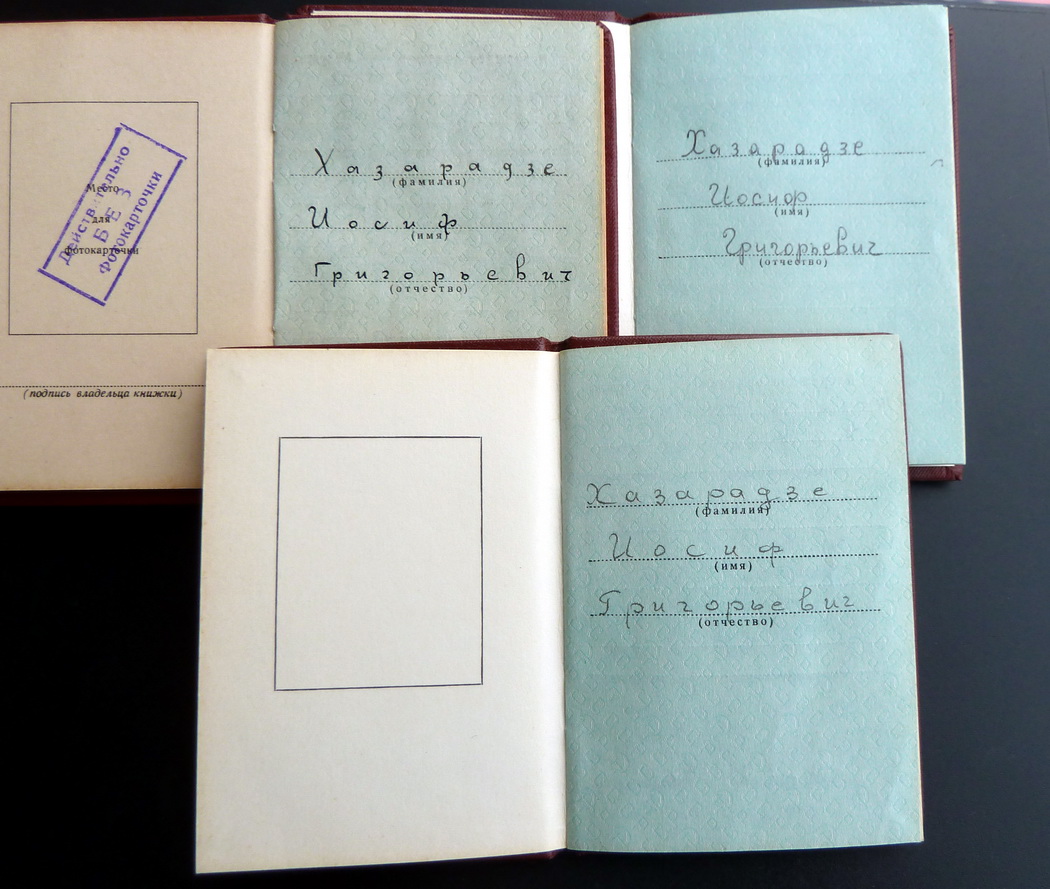 Действительно
БЕЗ
Фотокарточки
Место
для
фотокарточки
(подпись владельца книжки)
Хазарадзе
(фамилия)
Иосиф
(имя)
Григорьевич
(отчество)
Хазарадзе
(фамилия)
Иосиф
(имя)
Григорьевич
(отчество)
Хазарадзе
(фамилия)
Иосиф
(имя)
Григорьевич
(отчество)